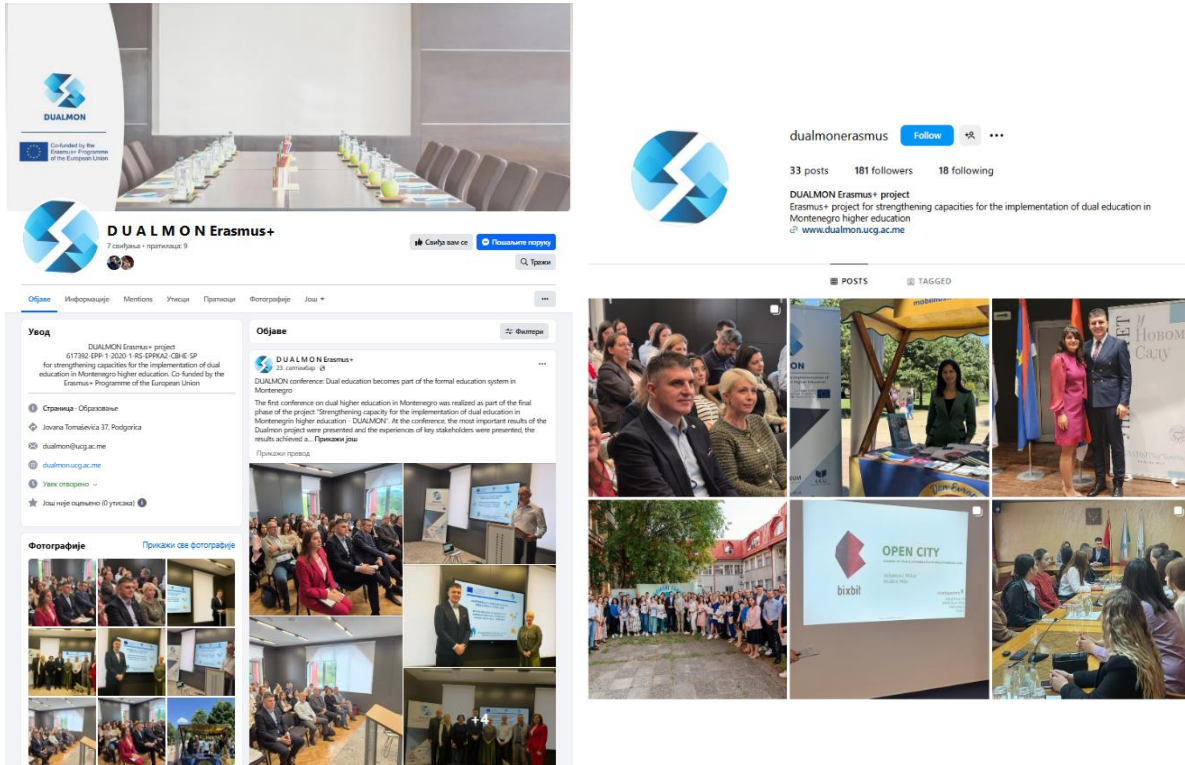 DUALMON
Co-funded by the
Erasmus+ Programme
of the European Union
D U A L M O N Erasmus+
7 свиђања • пратилаца: 9
Свиђа вам се
Пошаљите поруку
Тражи
Објаве
Информације
Mentions
Утисци
Пратиоци
Фотографије
Још
Увод
DUALMON Erasmus+ project
617392-EPP-1-2020-1-RS-EPPKA2-CBHE-SP
for strengthening capacities for the implementation of dual
education in Montenegro higher education. Co-funded by the
Erasmus+ Programme of the European Union
Страница · Образовање
Jovana Tomaševića 37, Podgorica
dualmon@ucg.ac.me
dualmon.ucg.ac.me
Увек отворено
Још није оцењено (0 утисака)
Фотографије
Прикажи све фотографије
Објаве
Филтери
D U A L M O N Erasmus+
23. септембар ·
DUALMON conference: Dual education becomes part of the formal education system in
Montenegro
The first conference on dual higher education in Montenegro was realized as part of the final
phase of the project "Strengthening capacity for the implementation of dual education in
Montenegrin higher education - DUALMON". At the conference, the most important results of the
Dualmon project were presented and the experiences of key stakeholders were presented, the
results achieved a... Прикажи још
Прикажи превод
+4
dualmonerasmus
Follow
33 posts
181 followers
18 following
DUALMON Erasmus+ project
Erasmus+ project for strengthening capacities for the implementation of dual education in
Montenegro higher education
www.dualmon.ucg.ac.me
POSTS
TAGGED
ON
Новом
Саду
OPEN CITY
bixbit